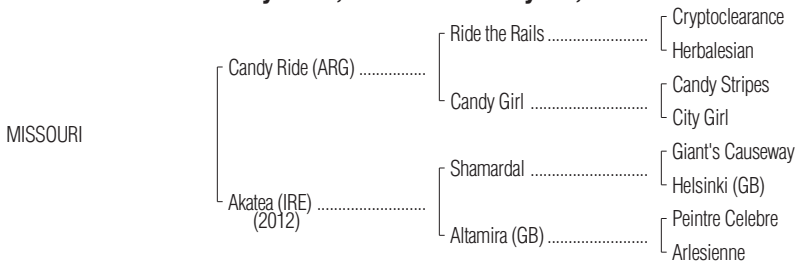 Cryptoclearance
Ride the Rails ..........................
Herbalesian
Candy Ride (ARG) ................
Candy Stripes
Candy Girl ..............................
City Girl
MISSOURI
Giant's Causeway
Shamardal .............................
Helsinki (GB)
Akatea (IRE) ..........................
(2012)
Peintre Celebre
Altamira (GB) .........................
Arlesienne